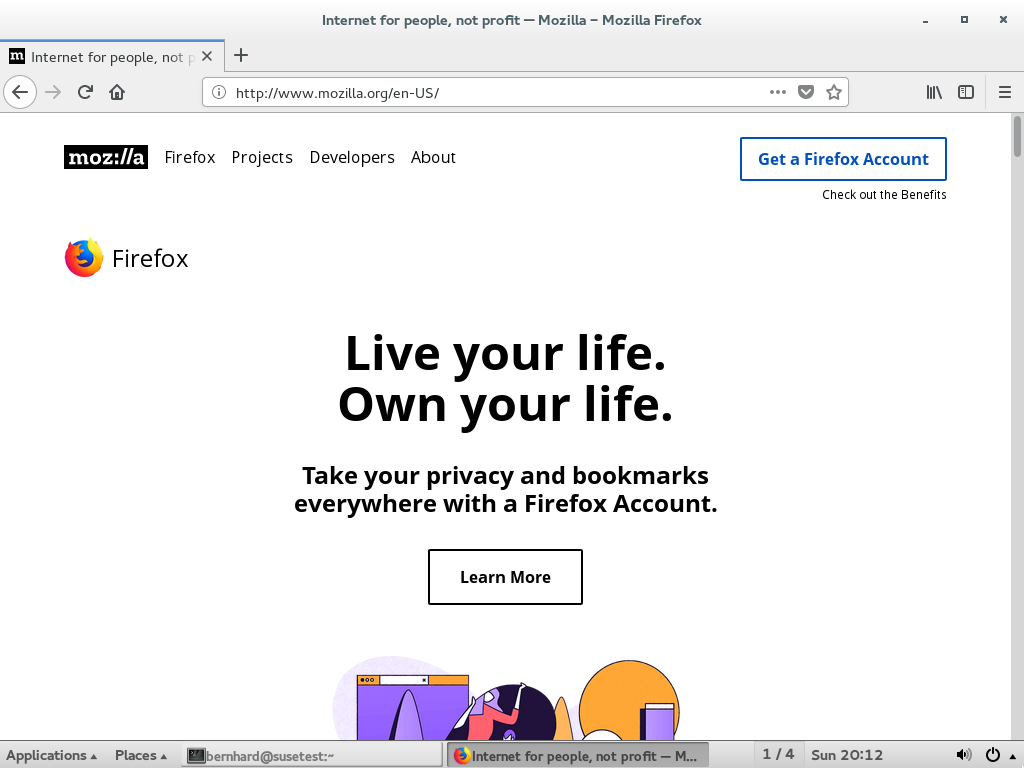 Internet for people, not profit — Mozilla – Mozilla Firefox
Internet for people, not p
http://www.mozilla.org/en-US/
moz://a Firefox Projects Developers About
Get a Firefox Account
Check out the Benefits
Firefox
Live your life.
Own your life.
Take your privacy and bookmarks
everywhere with a Firefox Account.
Learn More
Applications Places bernhard@susetest:~ Internet for people, not profit — M... 1 / 4 Sun 20:12